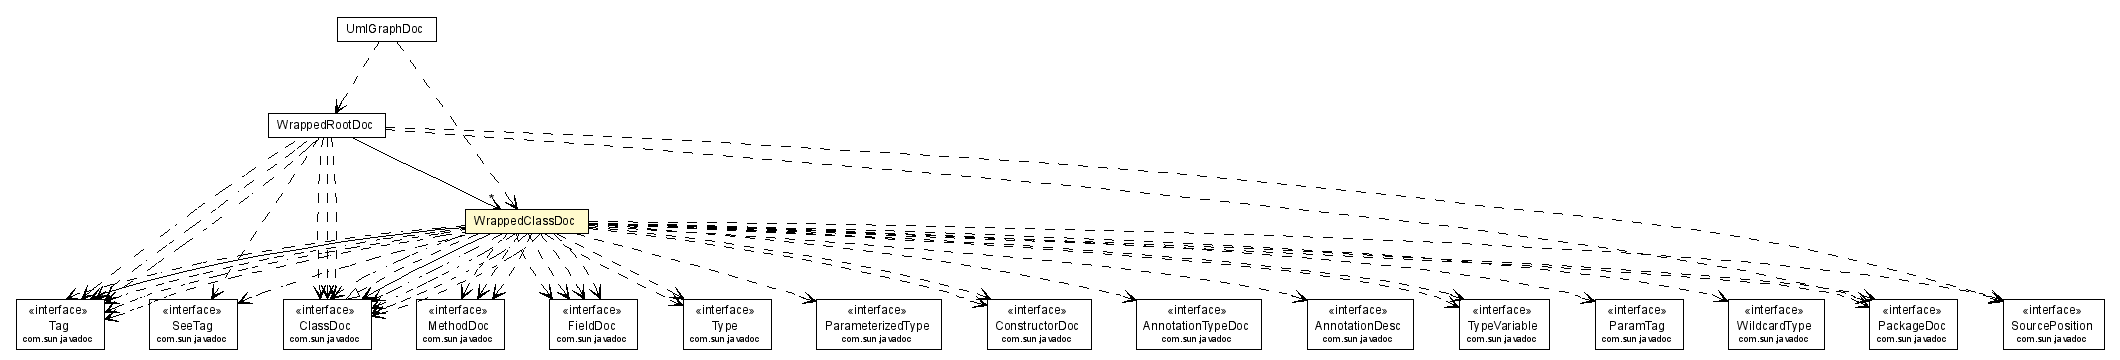 UmlGraphDoc
WrappedRootDoc
*
WrappedClassDoc
«interface»
Tag
com.sun.javadoc
«interface»
SeeTag
com.sun.javadoc
«interface»
ClassDoc
com.sun.javadoc
«interface»
MethodDoc
com.sun.javadoc
«interface»
FieldDoc
com.sun.javadoc
«interface»
Type
com.sun.javadoc
«interface»
ParameterizedType
com.sun.javadoc
«interface»
ConstructorDoc
com.sun.javadoc
«interface»
AnnotationTypeDoc
com.sun.javadoc
«interface»
AnnotationDesc
com.sun.javadoc
«interface»
TypeVariable
com.sun.javadoc
«interface»
ParamTag
com.sun.javadoc
«interface»
WildcardType
com.sun.javadoc
«interface»
PackageDoc
com.sun.javadoc
«interface»
SourcePosition
com.sun.javadoc